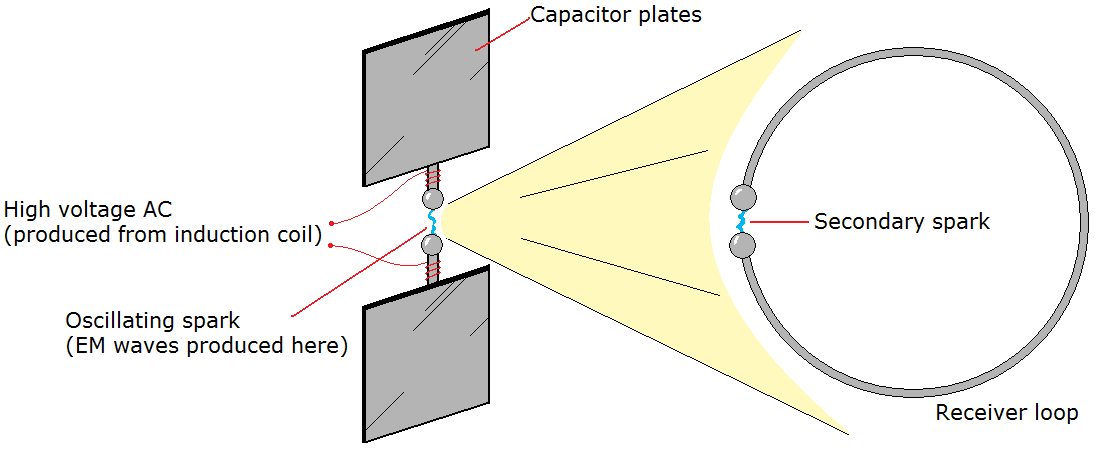 Capacitor plates
High voltage AC
(produced from induction coil)
Secondary spark
Oscillating spark
(EM waves produced here)
Receiver loop